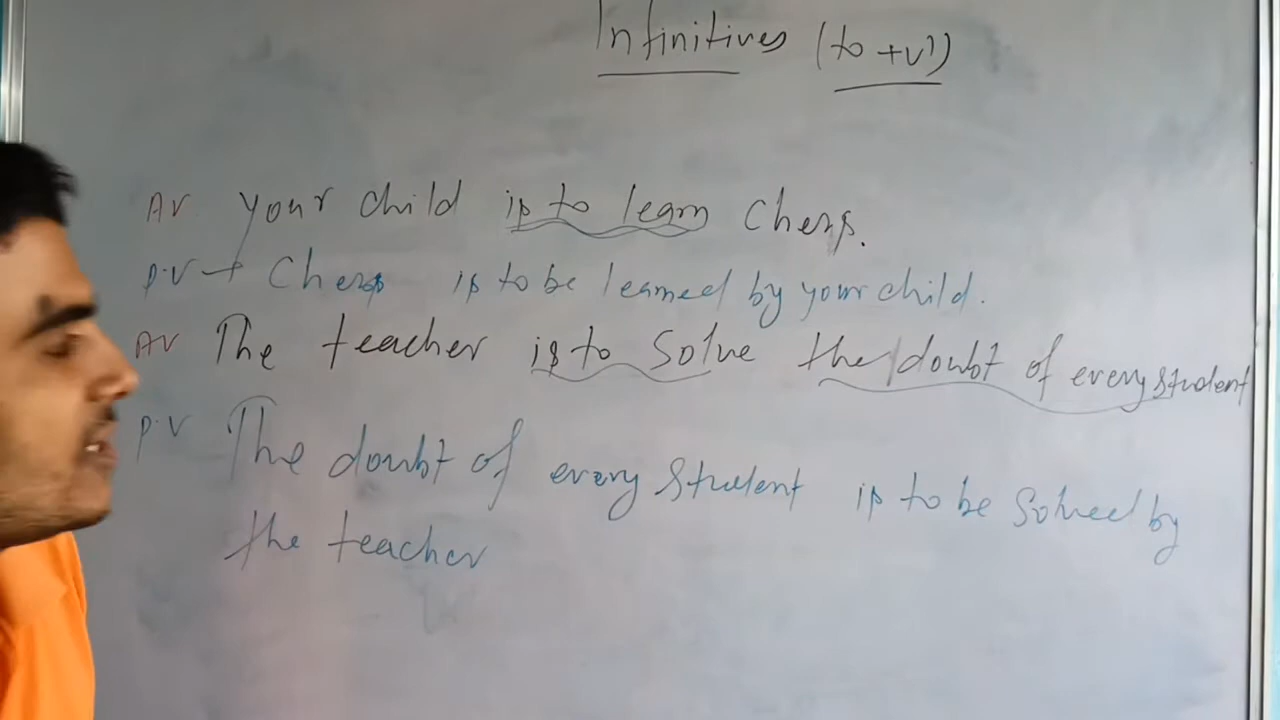 Infinitives (to +v¹)
AV your child is to learn Chess.
P.V → Chess is to be learned by your child.
AV The teacher is to Solve the doubt of every student
P.V The doubt of every student is to be Solved by
the teacher